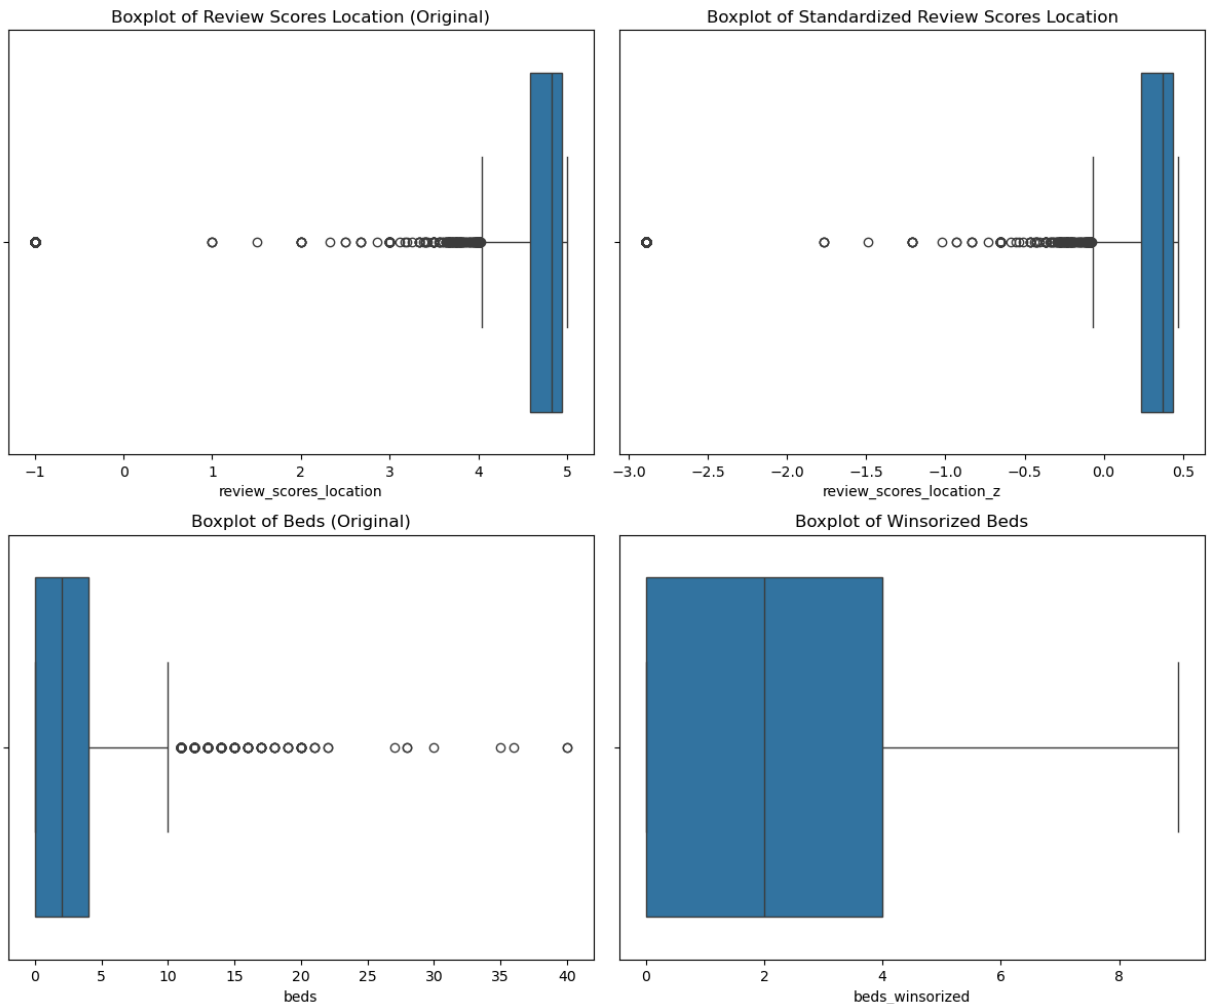 Boxplot of Review Scores Location (Original)
Boxplot of Standardized Review Scores Location
−1 0 1 2 3 4 5
review_scores_location
−3.0 −2.5 −2.0 −1.5 −1.0 −0.5 0.0 0.5
review_scores_location_z
Boxplot of Beds (Original)
Boxplot of Winsorized Beds
0 5 10 15 20 25 30 35 40
beds
0 2 4 6 8
beds_winsorized